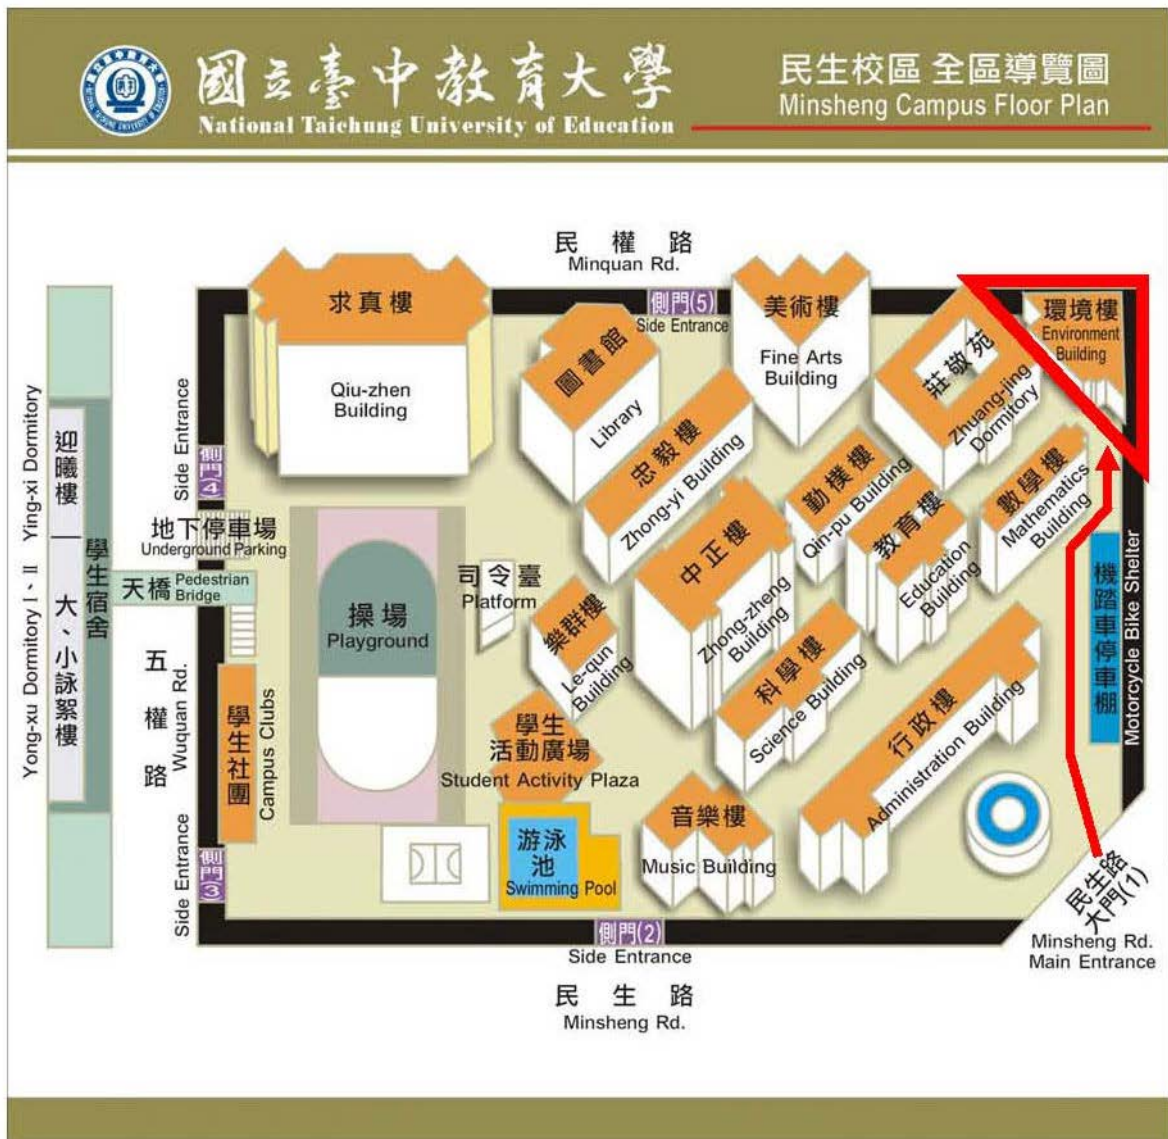 國立臺中教育大學
National Taichung University of Education
民生校區 全區導覽圖
Minsheng Campus Floor Plan
民權路
Minquan Rd.
側門(5)
Side Entrance
求真樓
Qiu-zhen
Building
圖書館
Library
美術樓
Fine Arts
Building
莊敬苑
Zhuang-jing
Dormitory
環境樓
Environment
Building
忠毅樓
Zhong-yi Building
勤樸樓
Qin-pu Building
教育樓
Education
Building
數學樓
Mathematics
Building
中正樓
Zhong-zheng
Building
Side Entrance
側門(4)
地下停車場
Underground Parking
天橋
Pedestrian
Bridge
迎曦樓
Ying-xi Dormitory
大、小詠絮樓
Yong-xu Dormitory I、II
學生宿舍
五權路
Wuquan Rd.
操場
Playground
司令臺
Platform
樂群樓
Le-qun
Building
科學樓
Science Building
行政樓
Administration Building
機踏車停車棚
Motorcycle Bike Shelter
學生社團
Campus Clubs
學生
活動廣場
Student Activity Plaza
游泳
池
Swimming Pool
音樂樓
Music Building
Side Entrance
側門(3)
側門(2)
Side Entrance
民生路
Minsheng Rd.
民生路
大門(1)
Minsheng Rd.
Main Entrance